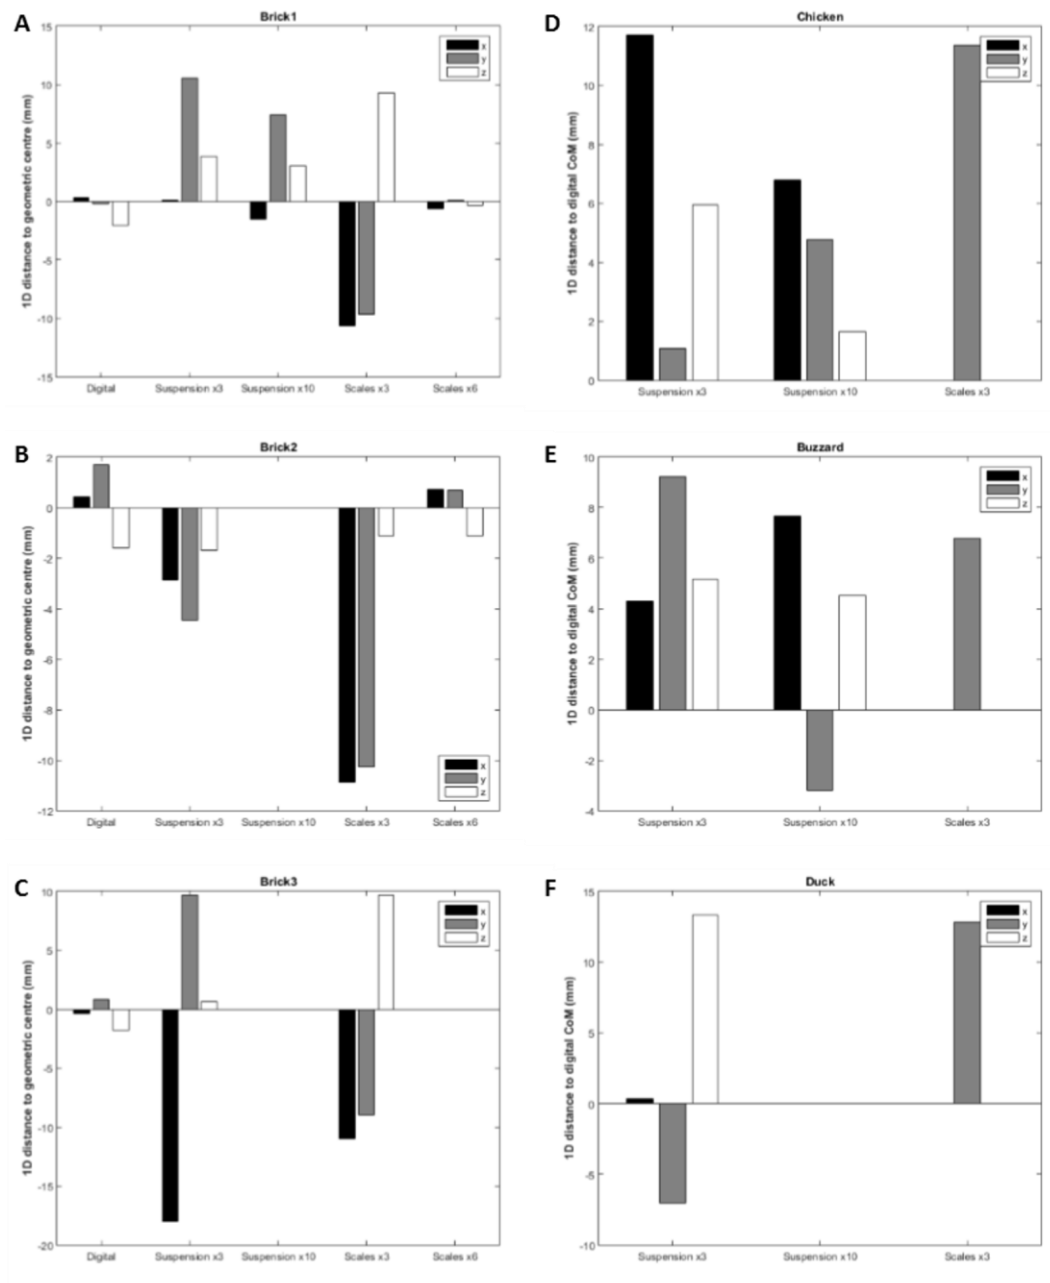 A
Brick1
1D distance to geometric centre (mm)
15
10
5
0
-5
-10
-15
x
y
z
Digital
Suspension x3
Suspension x10
Scales x3
Scales x6
D
Chicken
1D distance to digital CoM (mm)
12
10
8
6
4
2
0
x
y
z
Suspension x3
Suspension x10
Scales x3
B
Brick2
1D distance to geometric centre (mm)
2
0
-2
-4
-6
-8
-10
-12
x
y
z
Digital
Suspension x3
Suspension x10
Scales x3
Scales x6
E
Buzzard
1D distance to digital CoM (mm)
10
8
6
4
2
0
-2
-4
x
y
z
Suspension x3
Suspension x10
Scales x3
C
Brick3
1D distance to geometric centre (mm)
10
5
0
-5
-10
-15
-20
x
y
z
Digital
Suspension x3
Suspension x10
Scales x3
Scales x6
F
Duck
1D distance to digital CoM (mm)
15
10
5
0
-5
-10
x
y
z
Suspension x3
Suspension x10
Scales x3